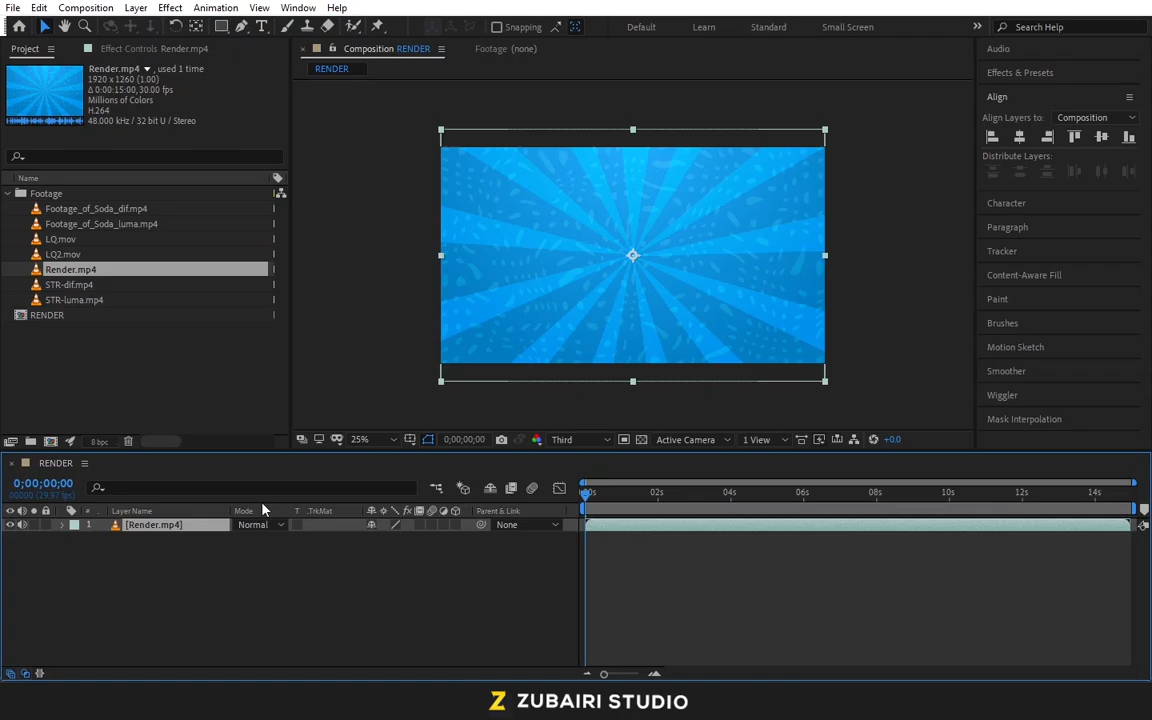 File Edit Composition Layer Effect Animation View Window Help
Snapping Default Learn Standard Small Screen >> Search Help
Project Effect Controls Render.mp4
Render.mp4 , used 1 time
1920 x 1260 (1.00)
Δ 0:00:15:00, 30.00 fps
Millions of Colors
H.264
48.000 kHz / 32 bit U / Stereo
Name
Footage
Footage_of_Soda_dif.mp4
Footage_of_Soda_luma.mp4
LQ.mov
LQ2.mov
Render.mp4
STR-dif.mp4
STR-luma.mp4
RENDER
8 bpc
Composition RENDER Footage (none)
RENDER
25% 0;00;00;00 Third Active Camera 1 View +0.0
Audio
Effects & Presets
Align
Align Layers to: Composition
Distribute Layers:
Character
Paragraph
Tracker
Content-Aware Fill
Paint
Brushes
Motion Sketch
Smoother
Wiggler
Mask Interpolation
RENDER
0;00;00;00
00000 (29.97 fps)
# Layer Name Mode T .TrkMat Parent & Link
1 [Render.mp4] Normal None
02s 04s 06s 08s 10s 12s 14s
Z ZUBAIRI STUDIO